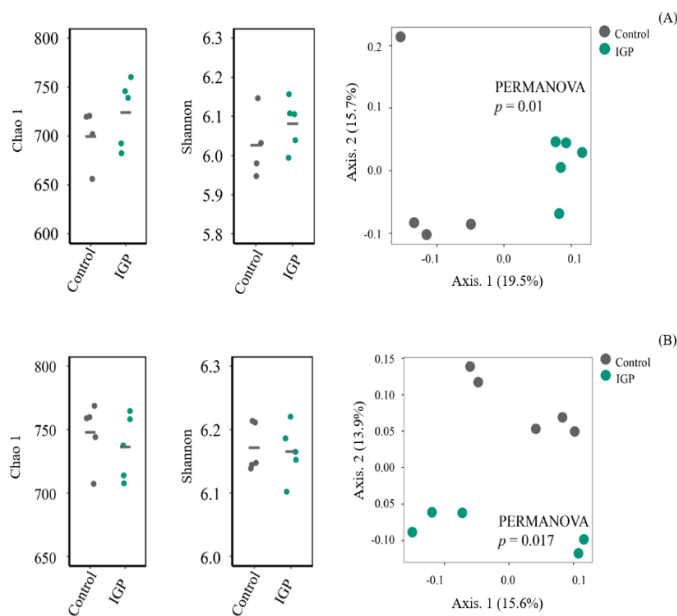 (A)
800
750
700
650
600
Chao 1
Control
IGP
6.3
6.2
6.1
6.0
5.9
5.8
Shannon
Control
IGP
0.2
0.1
0.0
-0.1
Axis. 2 (15.7%)
PERMANOVA
p = 0.01
-0.1
0.0
0.1
Axis. 1 (19.5%)
Control
IGP
(B)
800
750
700
650
Chao 1
Control
IGP
6.3
6.2
6.1
6.0
Shannon
Control
IGP
0.15
0.10
0.05
0.00
0.05
-0.10
Axis. 2 (13.9%)
PERMANOVA
p = 0.017
-0.1
0.0
0.1
Axis. 1 (15.6%)
Control
IGP